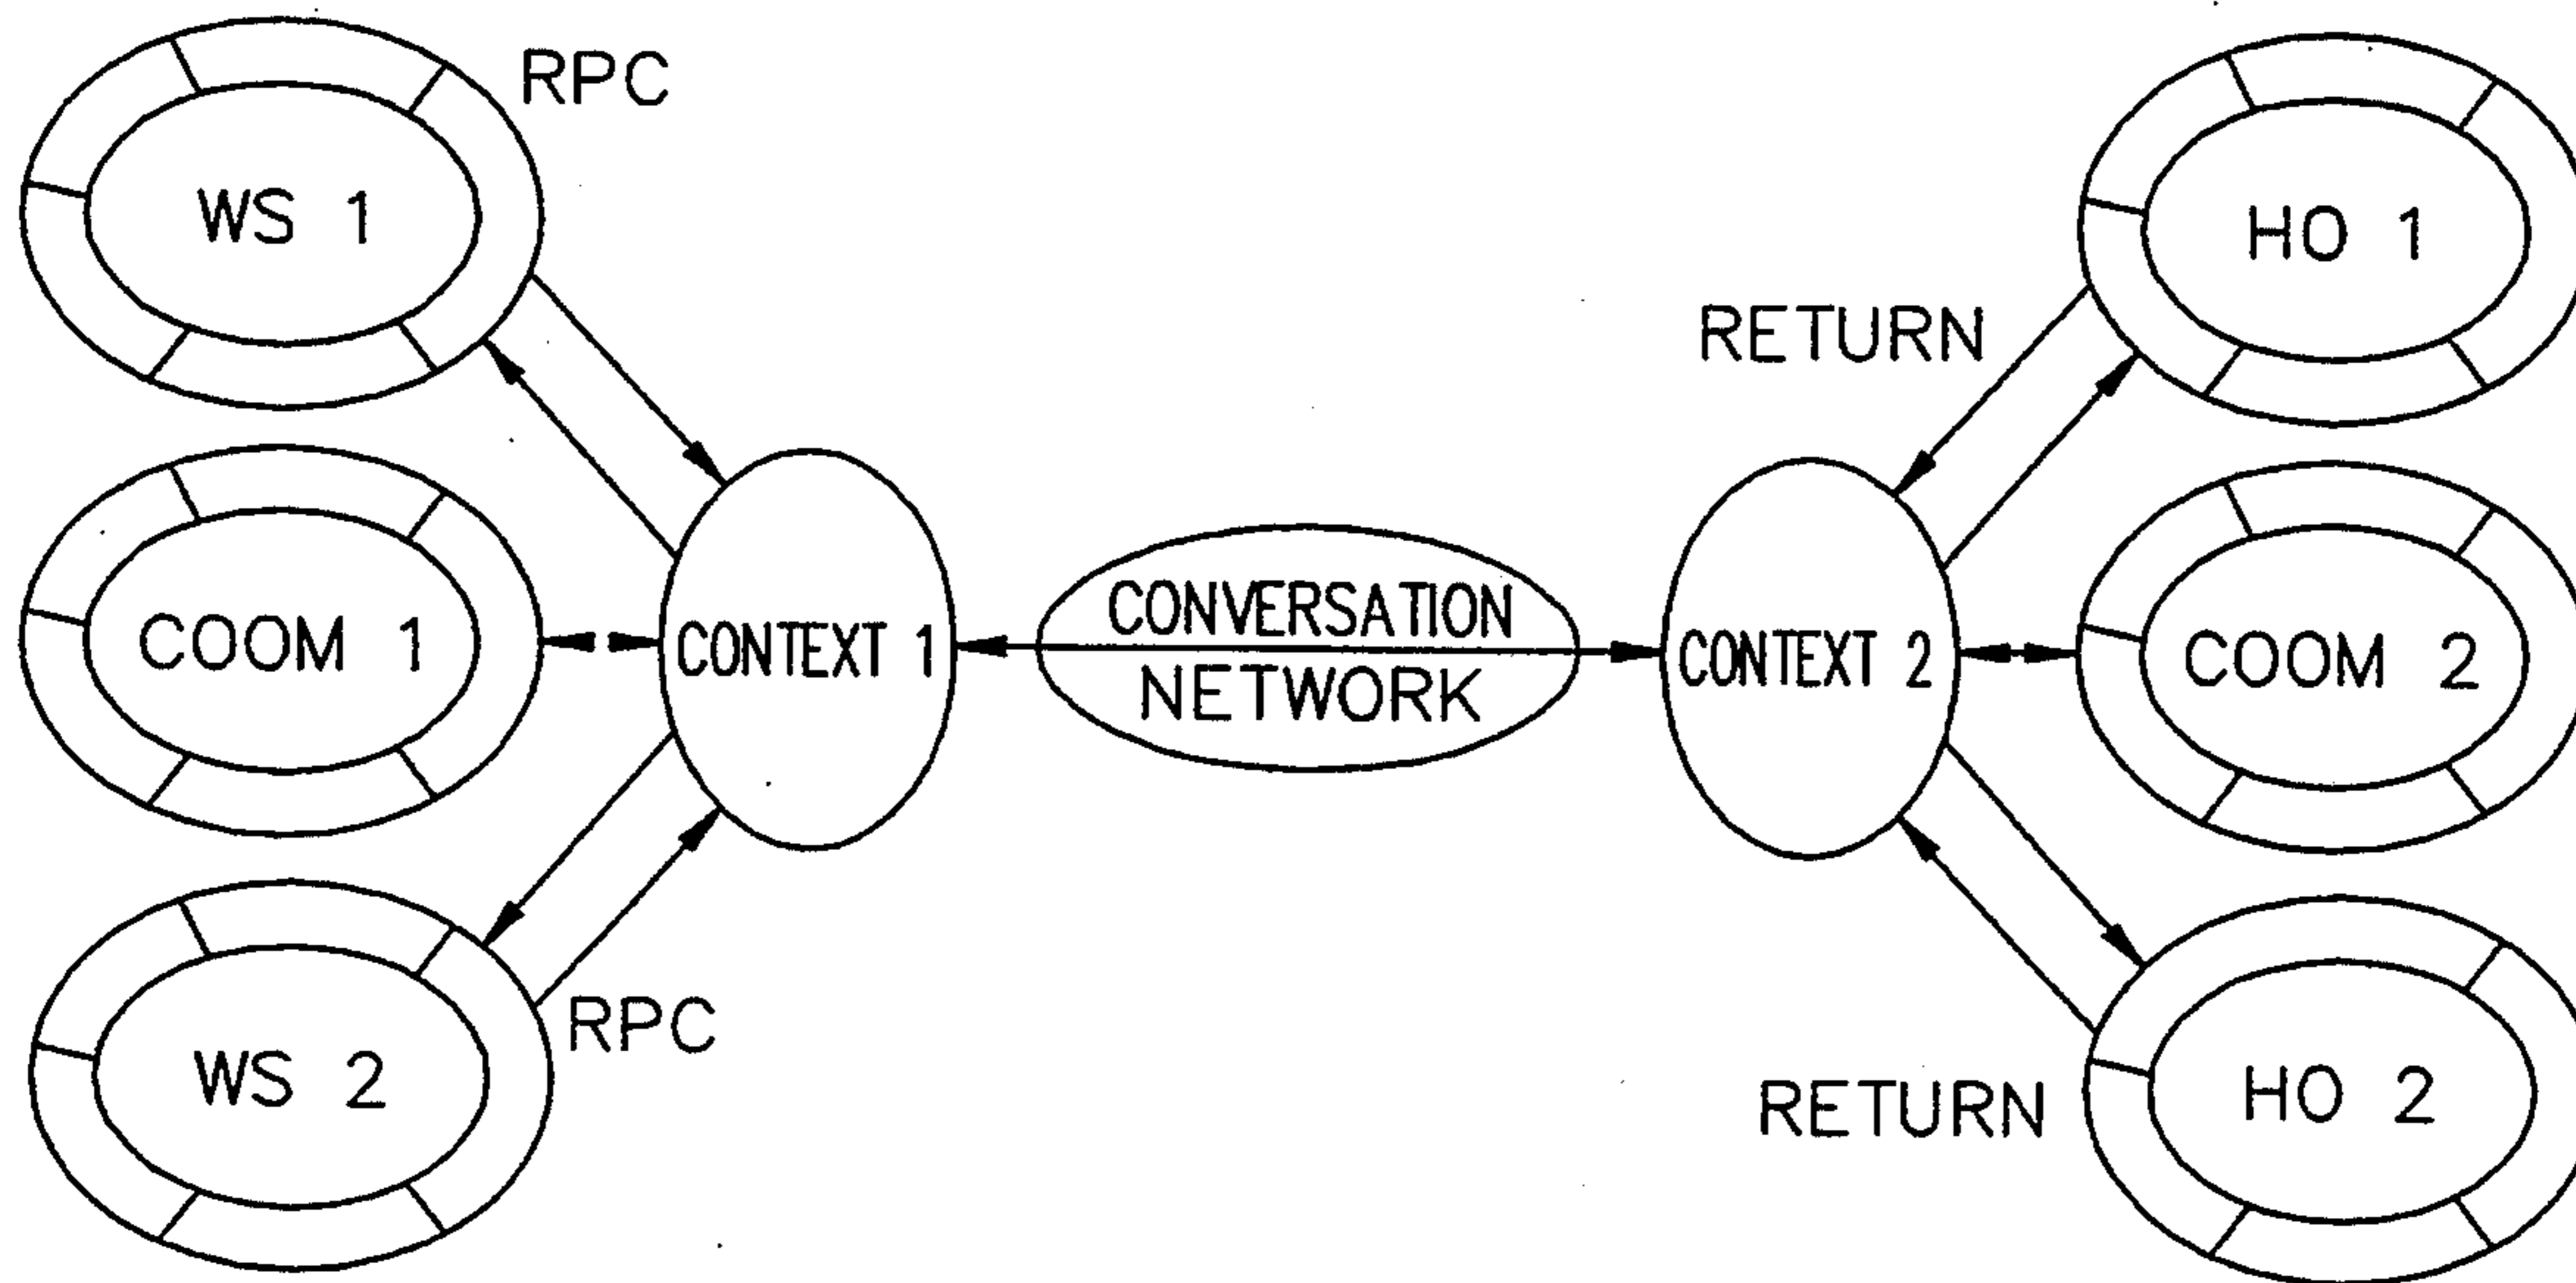 RPC
WS 1
HO 1
RETURN
COOM 1
CONTEXT 1
CONVERSATION
NETWORK
CONTEXT 2
COOM 2
RPC
WS 2
RETURN
HO 2